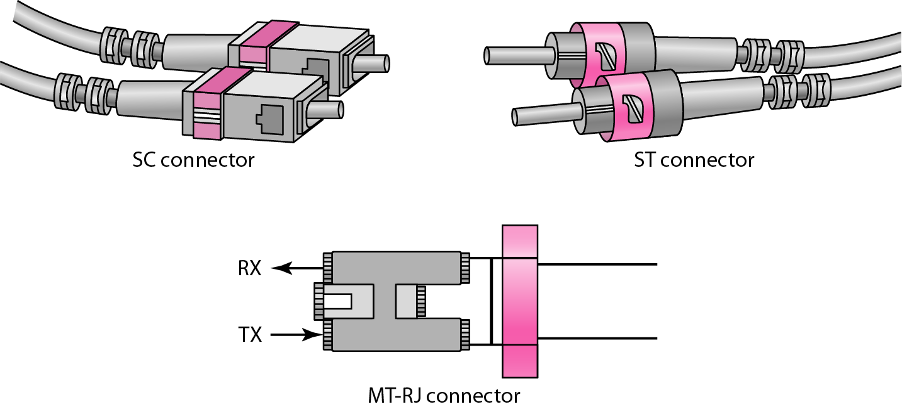 SC connector
ST connector
RX
TX
MT-RJ connector